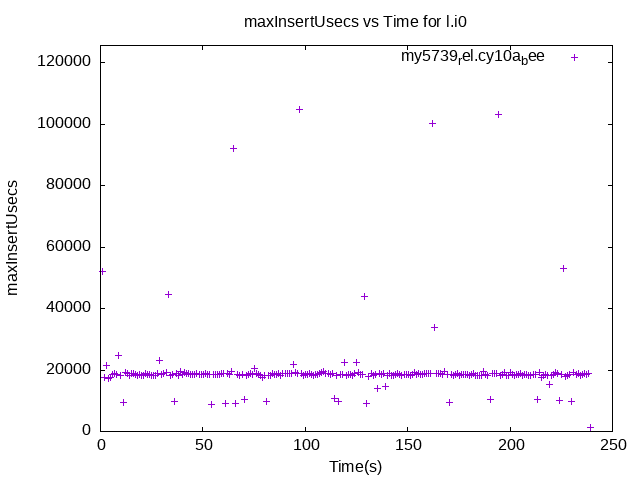 maxInsertUsecs vs Time for l.i0
my5739rel.cy10abee
120000
100000
80000
60000
40000
20000
0
maxInsertUsecs
0 50 100 150 200 250
Time(s)